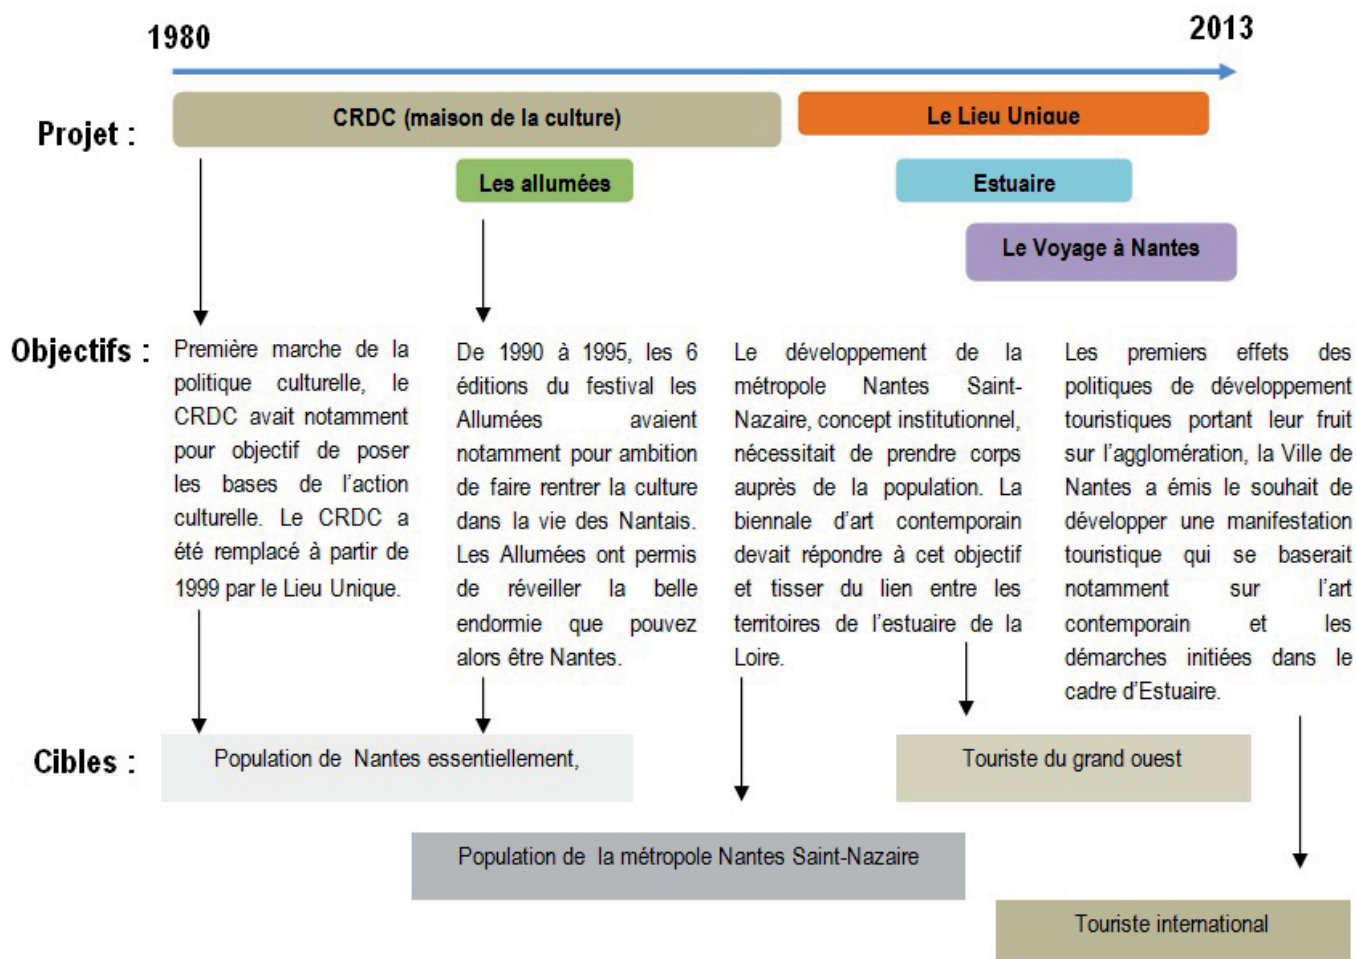 1980
2013
Projet :
CRDC (maison de la culture)
Le Lieu Unique
Les allumées
Estuaire
Le Voyage à Nantes
Objectifs :
Première marche de la
politique culturelle, le
CRDC avait notamment
pour objectif de poser
les bases de l'action
culturelle. Le CRDC a
été remplacé à partir de
1999 par le Lieu Unique.
De 1990 à 1995, les 6
éditions du festival les
Allumées avaient
notamment pour ambition
de faire rentrer la culture
dans la vie des Nantais.
Les Allumées ont permis
de réveiller la belle
endormie que pouvez
alors être Nantes.
Le développement de la
métropole Nantes Saint-
Nazaire, concept institutionnel,
nécessitait de prendre corps
auprès de la population. La
biennale d'art contemporain
devait répondre à cet objectif
et tisser du lien entre les
territoires de l'estuaire de la
Loire.
Les premiers effets des
politiques de développement
touristiques portant leur fruit
sur l'agglomération, la Ville de
Nantes a émis le souhait de
développer une manifestation
touristique qui se baserait
notamment sur l'art
contemporain et les
démarches initiées dans le
cadre d'Estuaire.
Cibles :
Population de Nantes essentiellement,
Touriste du grand ouest
Population de la métropole Nantes Saint-Nazaire
Touriste international